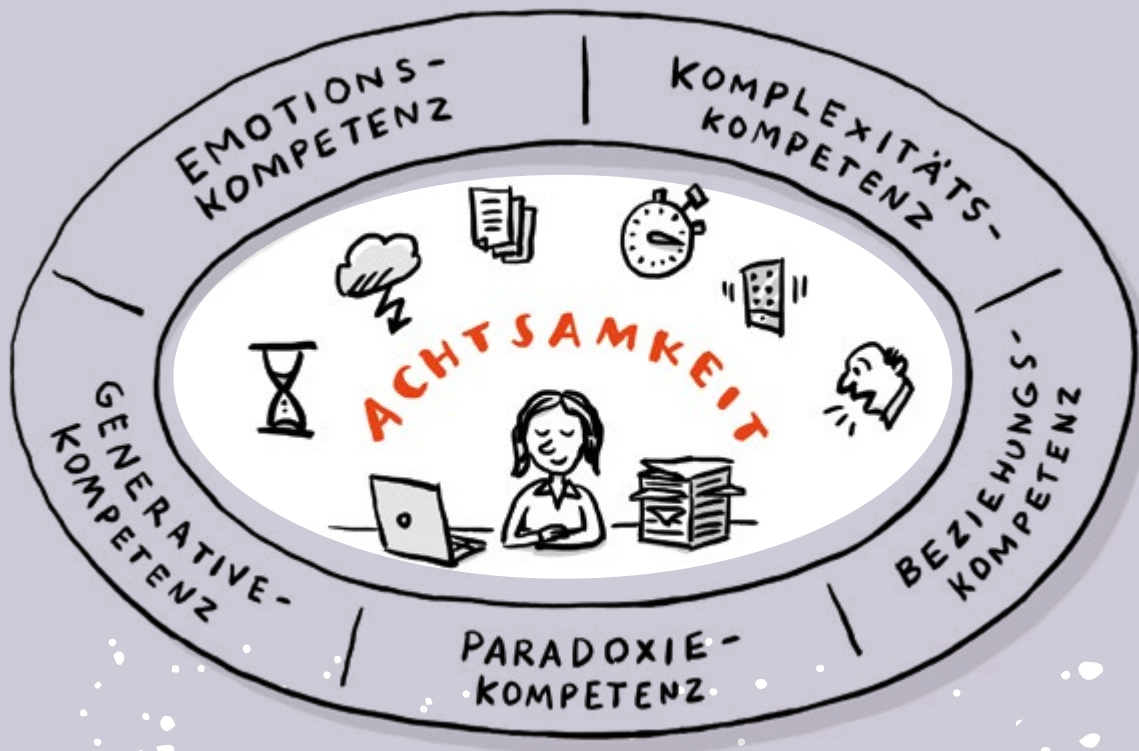 EMOTIONS-
KOMPETENZ
KOMPLEXITÄTS-
KOMPETENZ
ACHTSAMKEIT
GENERATIVE-
KOMPETENZ
BEZIEHUNGS-
KOMPETENZ
PARADOXIE-
KOMPETENZ